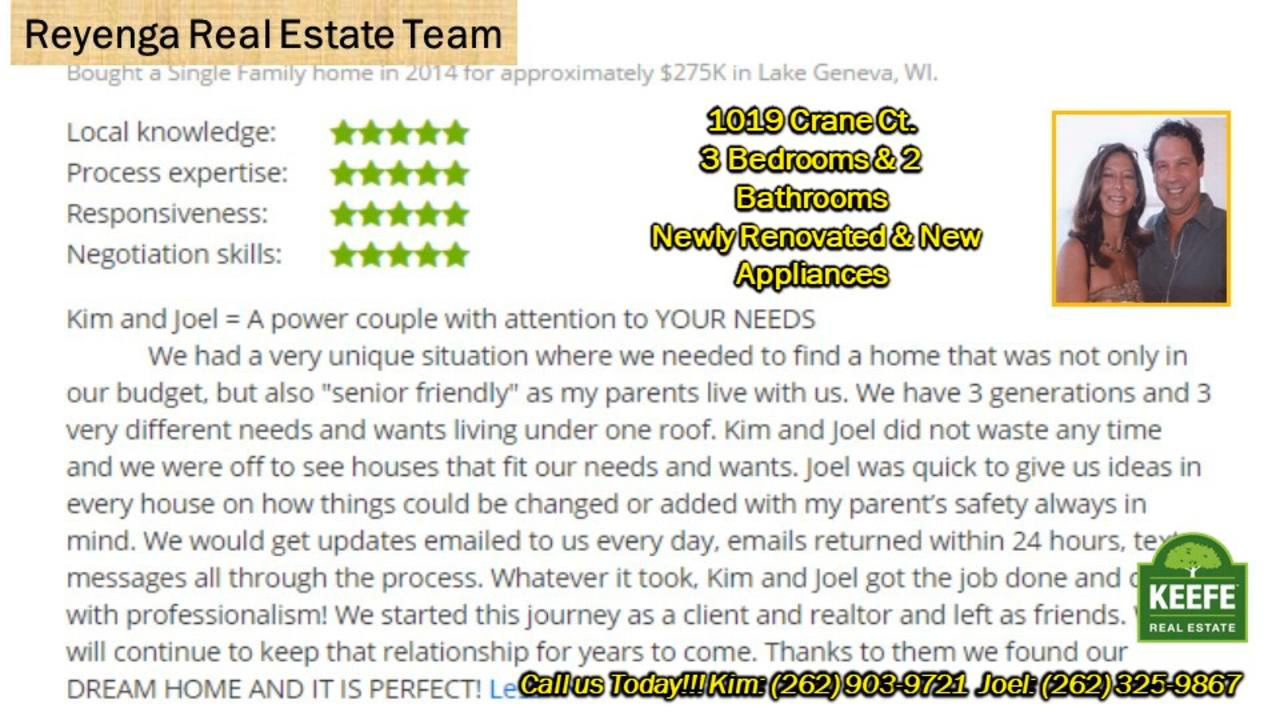 Reyenga Real Estate Team
Bought a Single Family home in 2014 for approximately $275K in Lake Geneva, WI.
Local knowledge:
Process expertise:
Responsiveness:
Negotiation skills:
1019 Crane Ct.
3 Bedrooms & 2
Bathrooms
Newly Renovated & New
Appliances
Kim and Joel = A power couple with attention to YOUR NEEDS
We had a very unique situation where we needed to find a home that was not only in
our budget, but also "senior friendly" as my parents live with us. We have 3 generations and 3
very different needs and wants living under one roof. Kim and Joel did not waste any time
and we were off to see houses that fit our needs and wants. Joel was quick to give us ideas in
every house on how things could be changed or added with my parent’s safety always in
mind. We would get updates emailed to us every day, emails returned within 24 hours, text
messages all through the process. Whatever it took, Kim and Joel got the job done and
with professionalism! We started this journey as a client and realtor and left as friends.
will continue to keep that relationship for years to come. Thanks to them we found our
DREAM HOME AND IT IS PERFECT!
KEEFE
REAL ESTATE
Call us Today!!! Kim: (262) 903-9721 Joel: (262) 325-9867